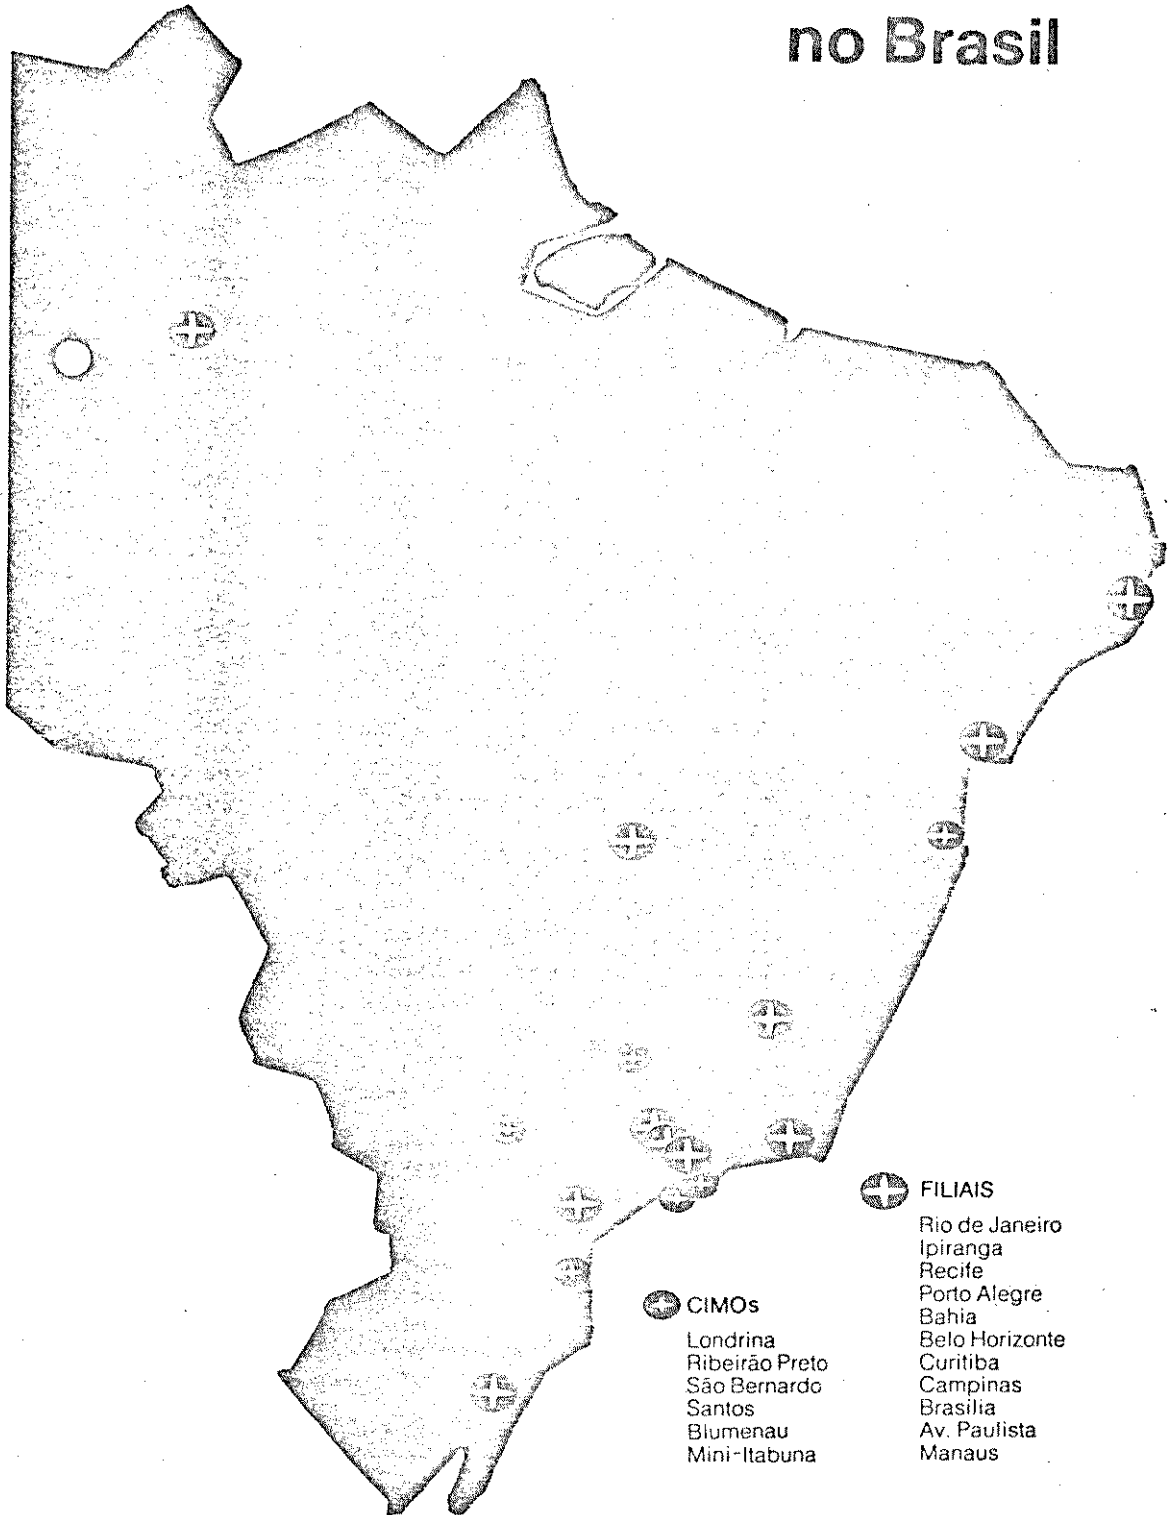 no Brasil
FILIAIS
Rio de Janeiro
Ipiranga
Recife
Porto Alegre
Bahia
Belo Horizonte
Curitiba
Campinas
Brasília
Av. Paulista
Manaus
CIMOs
Londrina
Ribeirão Preto
São Bernardo
Santos
Blumenau
Mini-Itabuna